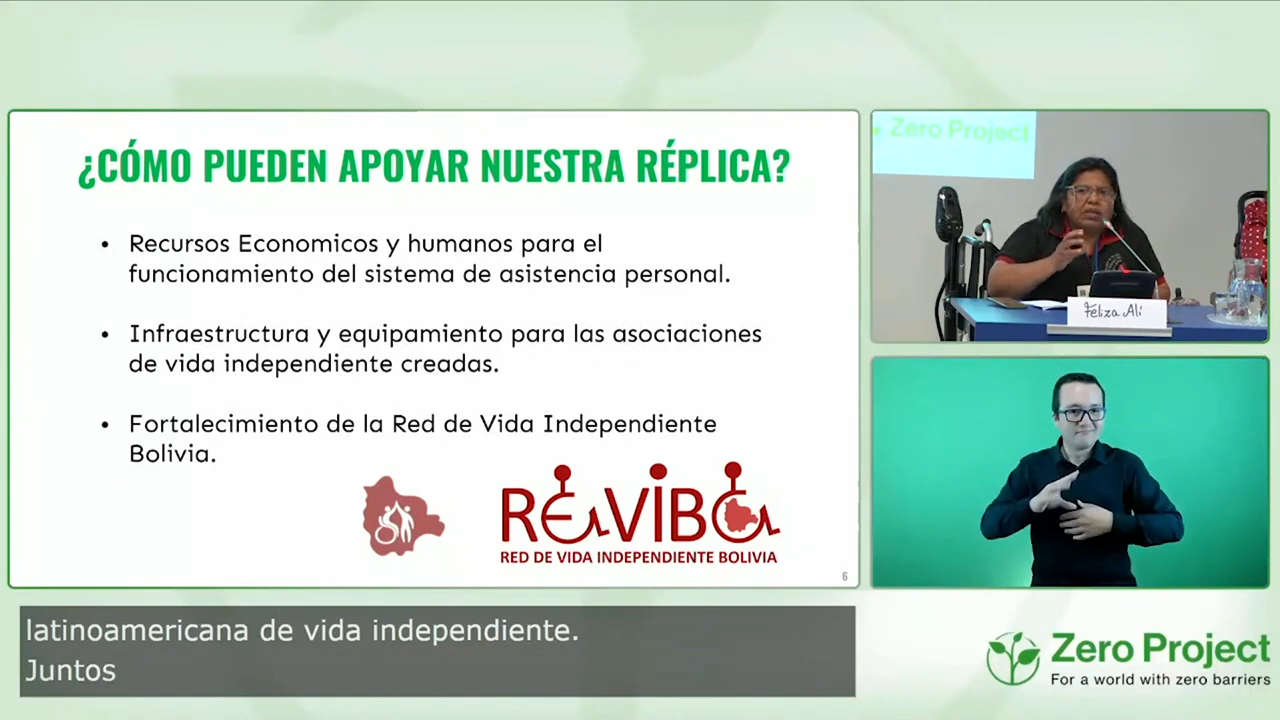 ¿CÓMO PUEDEN APOYAR NUESTRA RÉPLICA?
• Recursos Economicos y humanos para el
funcionamiento del sistema de asistencia personal.
• Infraestructura y equipamiento para las asociaciones
de vida independiente creadas.
• Fortalecimiento de la Red de Vida Independiente
Bolivia.
REVIBO
RED DE VIDA INDEPENDIENTE BOLIVIA
6
Zero Project
Feliza Ali
latinoamericana de vida independiente.
Juntos
Zero Project
For a world with zero barriers